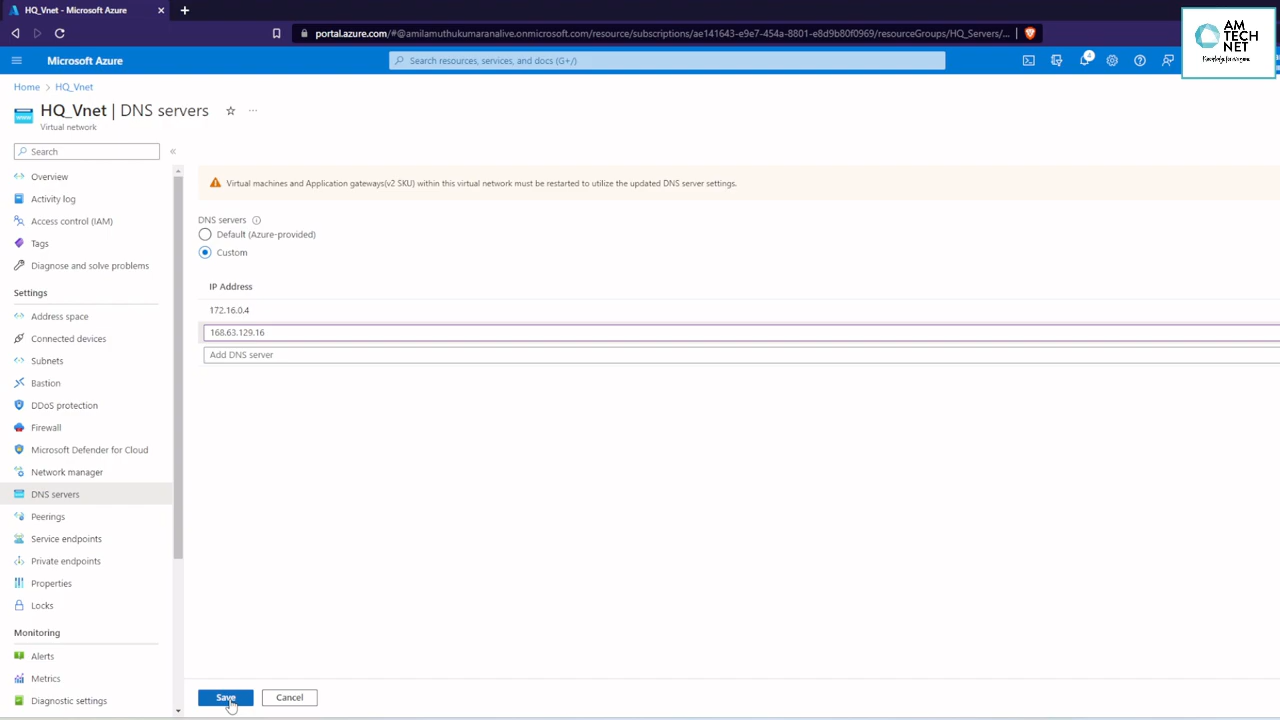 HQ_Vnet - Microsoft Azure
portal.azure.com/#@amilamuthukumaranalive.onmicrosoft.com/resource/subscriptions/ae141643-e9e7-454a-8801-e8d9b80f0969/resourceGroups/HQ_Servers/...
AM
TECH
NET
Microsoft Azure
Search resources, services, and docs (G+/)
4
Home > HQ_Vnet
HQ_Vnet | DNS servers
Virtual network
Search
Overview
Activity log
Access control (IAM)
Tags
Diagnose and solve problems
Settings
Address space
Connected devices
Subnets
Bastion
DDoS protection
Firewall
Microsoft Defender for Cloud
Network manager
DNS servers
Peerings
Service endpoints
Private endpoints
Properties
Locks
Monitoring
Alerts
Metrics
Diagnostic settings
Virtual machines and Application gateways(v2 SKU) within this virtual network must be restarted to utilize the updated DNS server settings.
DNS servers
Default (Azure-provided)
Custom
IP Address
172.16.0.4
168.63.129.16
Add DNS server
Save
Cancel